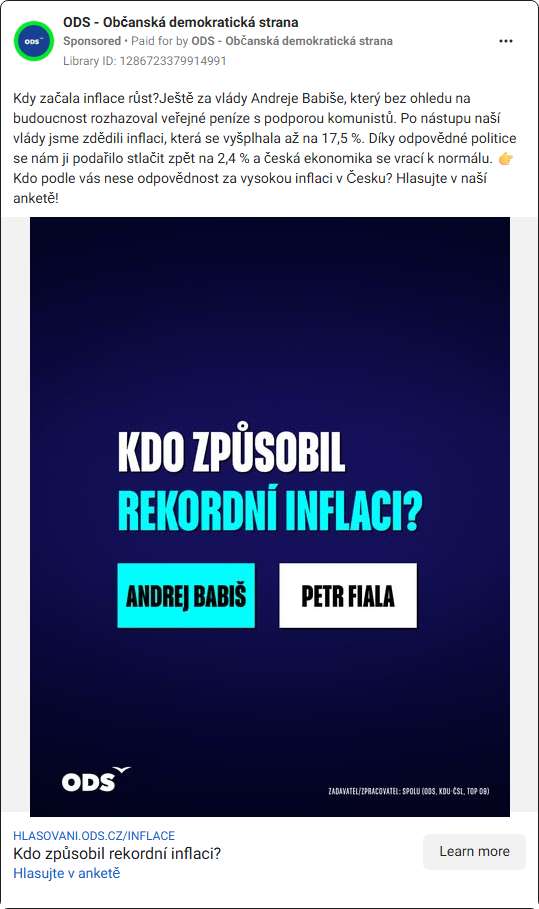 ODS - Občanská demokratická strana
Sponsored • Paid for by ODS - Občanská demokratická strana
Library ID: 1286723379914991
Kdy začala inflace růst?Ještě za vlády Andreje Babiše, který bez ohledu na
budoucnost rozhazoval veřejné peníze s podporou komunistů. Po nástupu naší
vlády jsme zdědili inflaci, která se vyšplhala až na 17,5 %. Díky odpovědné politice
se nám ji podařilo stlačit zpět na 2,4 % a česká ekonomika se vrací k normálu. 👉
Kdo podle vás nese odpovědnost za vysokou inflaci v Česku? Hlasujte v naší
anketě!
KDO ZPŮSOBIL
REKORDNÍ INFLACI?
ANDREJ BABIŠ
PETR FIALA
ODS
ZADAVATEL/ZPRACOVATEL: SPOLU (ODS, KDU-ČSL, TOP 09)
HLASOVANI.ODS.CZ/INFLACE
Kdo způsobil rekordní inflaci?
Hlasujte v anketě
Learn more